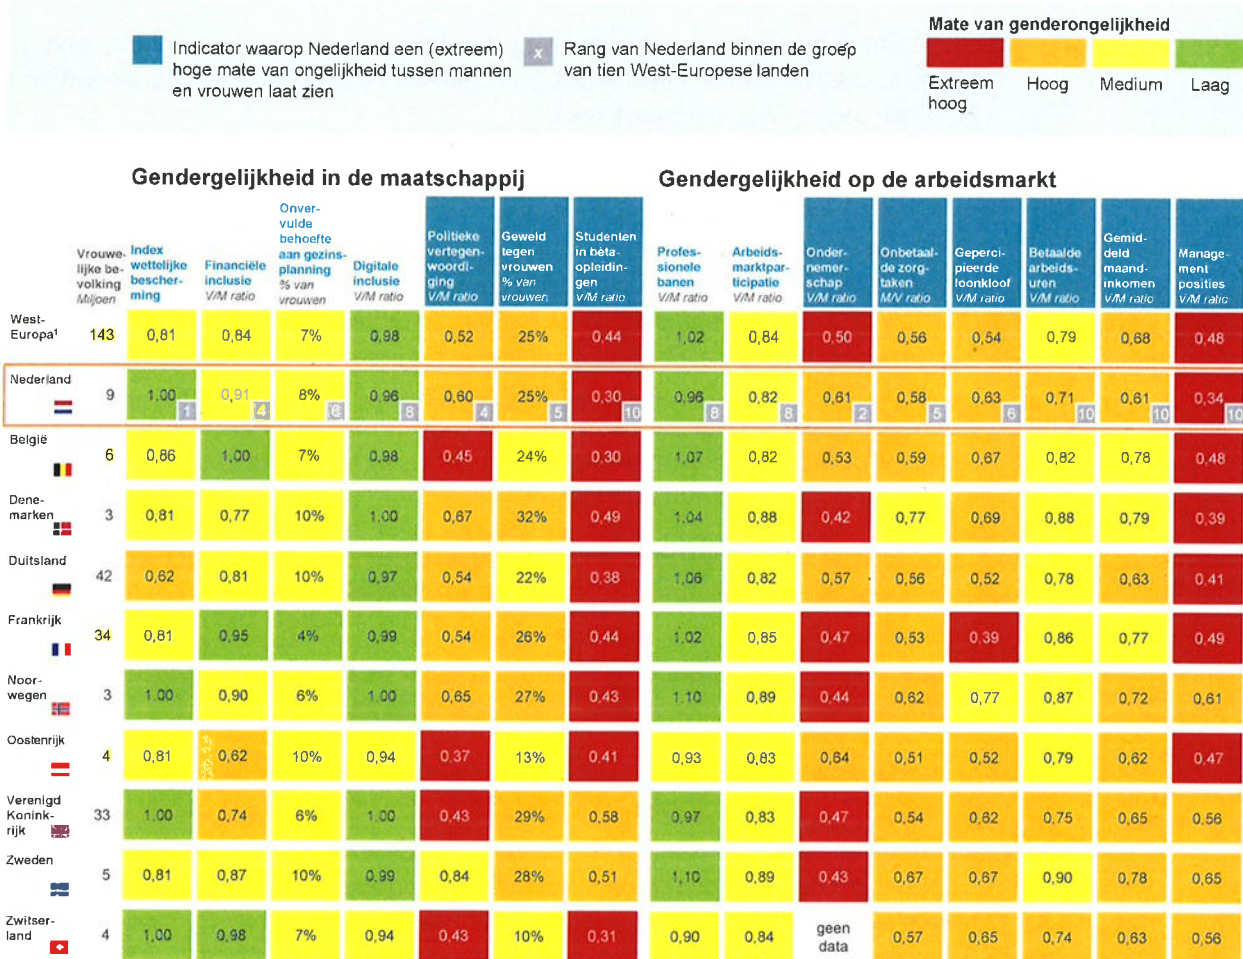 Mate van genderongelijkheid
Indicator waarop Nederland een (extreem)
hoge mate van ongelijkheid tussen mannen
en vrouwen laat zien
x
Rang van Nederland binnen de groep
van tien West-Europese landen
Extreem
hoog
Hoog
Medium
Laag
Gendergelijkheid in de maatschappij
Gendergelijkheid op de arbeidsmarkt
Vrouwe-
lijke be-
volking
Miljoen
Index
wettelijke
bescher-
ming
Financiële
inclusie
V/M ratio
Onver-
vulde
behoefte
aan gezins-
planning
% van
vrouwen
Digitale
inclusie
V/M ratio
Politieke
vertegen-
woordi-
ging
V/M ratio
Geweld
tegen
vrouwen
% van
vrouwen
Studenten
in bèta-
opleidin-
gen
V/M ratio
Profes-
sionele
banen
V/M ratio
Arbeids-
marktpar-
ticipatie
V/M ratio
Onder-
nemer-
schap
V/M ratio
Onbetaal-
de zorg-
taken
M/V ratio
Geperci-
pieerde
loonkloof
V/M ratio
Betaalde
arbeids-
uren
V/M ratio
Gemid-
deld
maand-
inkomen
V/M ratio
Manage-
ment
posities
V/M ratio
West-
Europa¹ 143 0,81 0,84 7% 0,98 0,52 25% 0,44 1,02 0,84 0,50 0,56 0,54 0,79 0,68 0,48
Nederland 9 1,00 0,91 8% 0,96 0,60 25% 0,30 0,96 0,82 0,61 0,58 0,63 0,71 0,61 0,34
1 4 6 8 4 5 10 8 8 2 5 6 10 10 10
België 6 0,86 1,00 7% 0,98 0,45 24% 0,30 1,07 0,82 0,53 0,59 0,67 0,82 0,78 0,48
Dene-
marken 3 0,81 0,77 10% 1,00 0,67 32% 0,49 1,04 0,88 0,42 0,77 0,69 0,88 0,79 0,39
Duitsland 42 0,62 0,81 10% 0,97 0,54 22% 0,38 1,06 0,82 0,57 0,56 0,52 0,78 0,63 0,41
Frankrijk 34 0,81 0,95 4% 0,99 0,54 26% 0,44 1,02 0,85 0,47 0,53 0,39 0,86 0,77 0,49
Noor-
wegen 3 1,00 0,90 6% 1,00 0,65 27% 0,43 1,10 0,89 0,44 0,62 0,77 0,87 0,72 0,61
Oostenrijk 4 0,81 0,62 10% 0,94 0,37 13% 0,41 0,93 0,83 0,64 0,51 0,52 0,79 0,62 0,47
Verenigd
Konink-
rijk 33 1,00 0,74 6% 1,00 0,43 29% 0,58 0,97 0,83 0,47 0,54 0,62 0,75 0,65 0,56
Zweden 5 0,81 0,87 10% 0,99 0,84 28% 0,51 1,10 0,89 0,43 0,67 0,67 0,90 0,78 0,65
Zwitser-
land 4 1,00 0,98 7% 0,94 0,43 10% 0,31 0,90 0,84 geen data 0,57 0,65 0,74 0,63 0,56